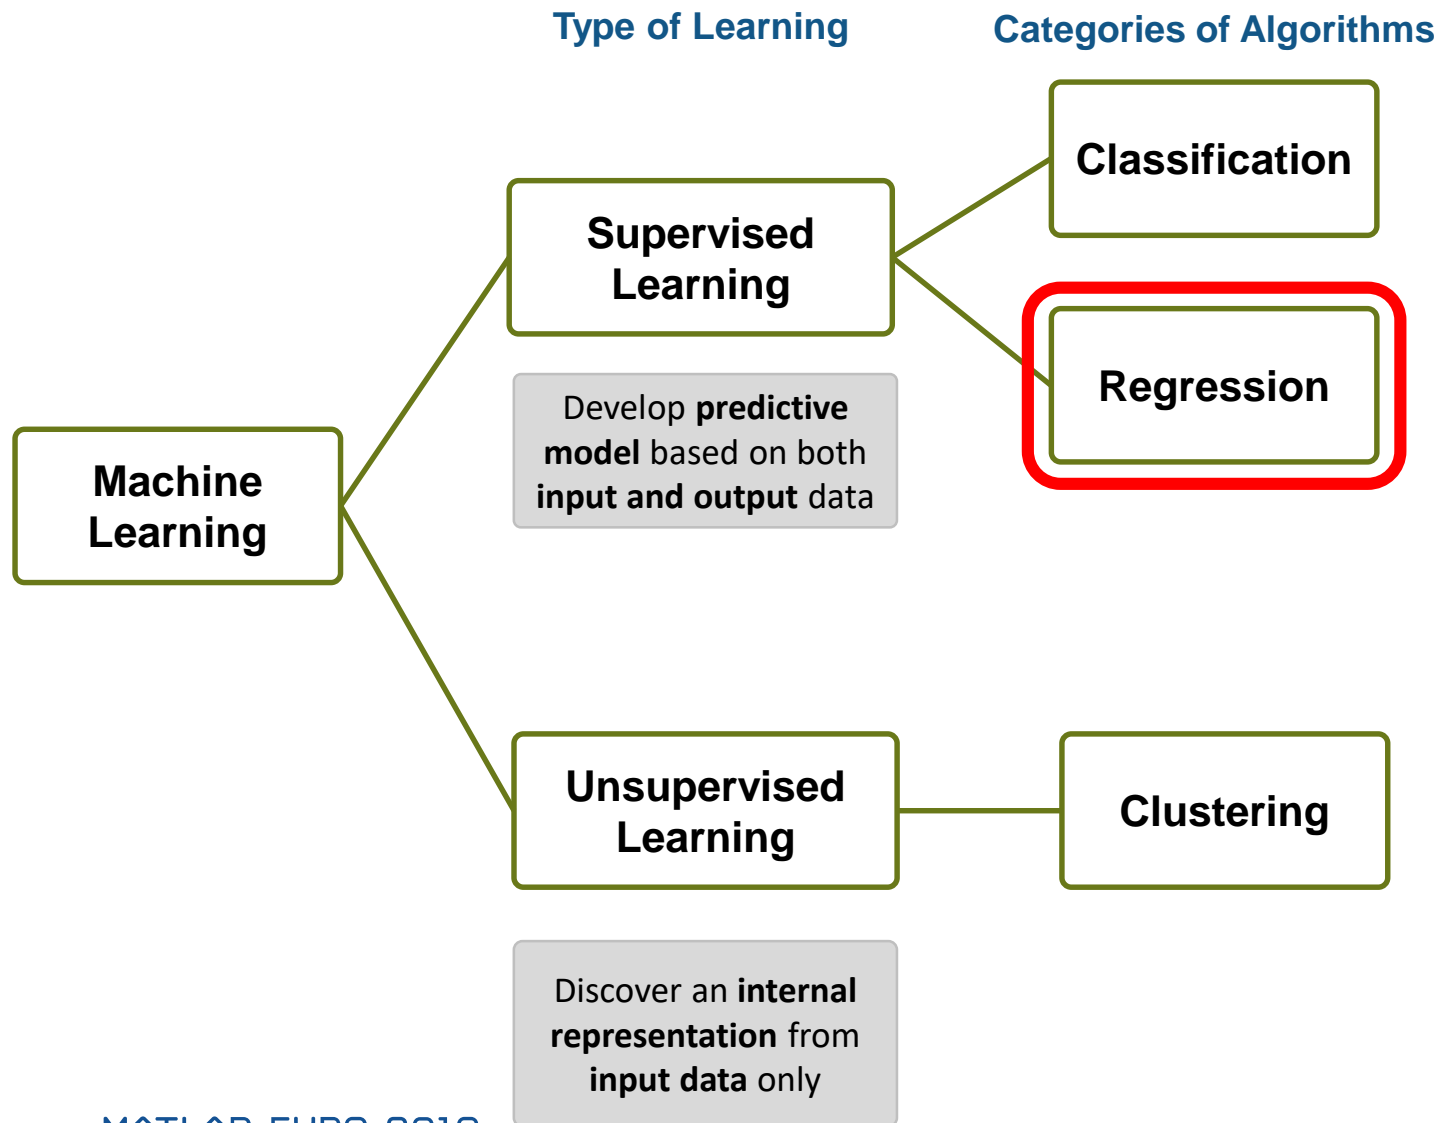 Type of Learning
Categories of Algorithms
Classification
Supervised
Learning
Regression
Develop predictive
model based on both
input and output data
Machine
Learning
Unsupervised
Learning
Clustering
Discover an internal
representation from
input data only